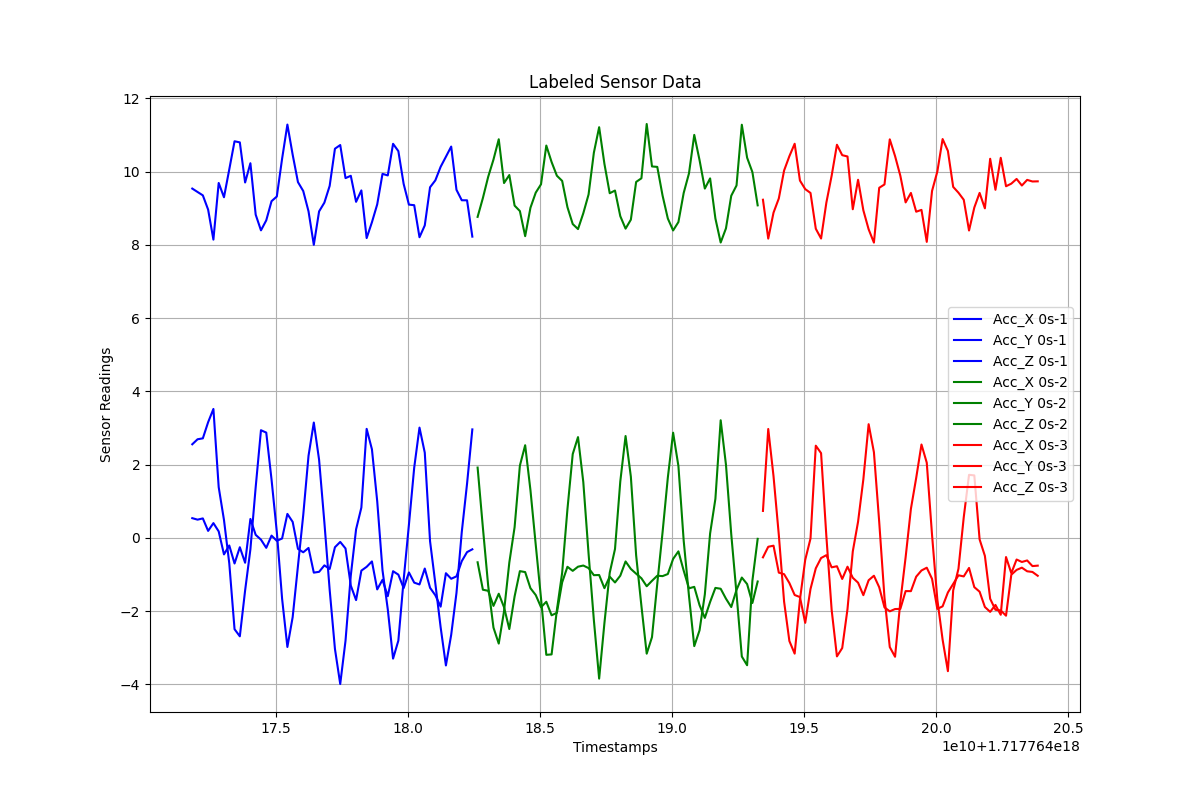 Labeled Sensor Data
12
10
8
6
4
2
0
−2
−4
Sensor Readings
Acc_X 0s-1
Acc_Y 0s-1
Acc_Z 0s-1
Acc_X 0s-2
Acc_Y 0s-2
Acc_Z 0s-2
Acc_X 0s-3
Acc_Y 0s-3
Acc_Z 0s-3
17.5 18.0 18.5 19.0 19.5 20.0 20.5
Timestamps
1e10+1.717764e18